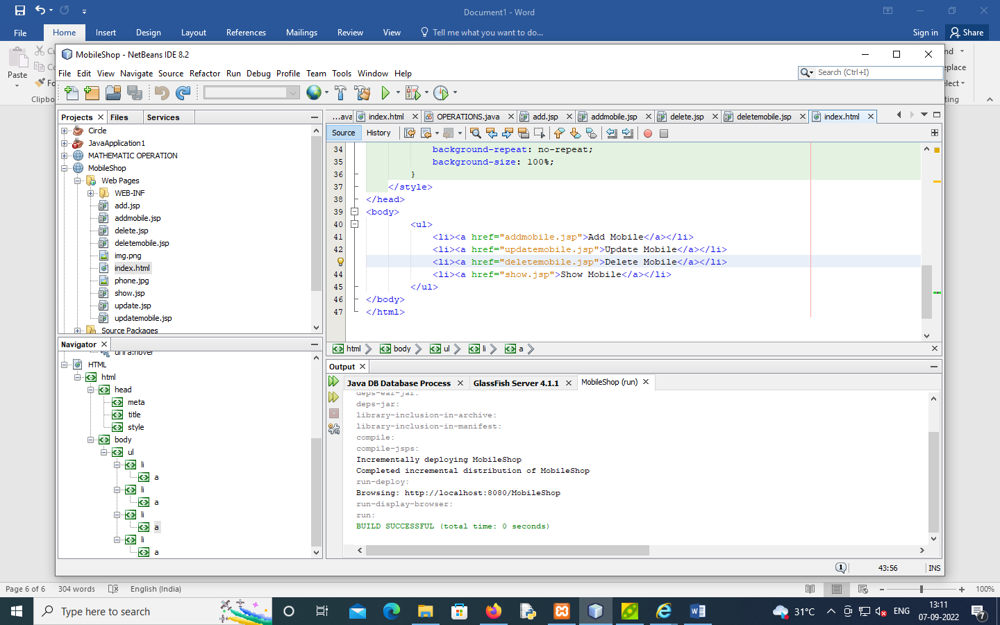 Document1 - Word
File Home Insert Design Layout References Mailings Review View Tell me what you want to do... Sign in Share
Paste
Clipbo
MobileShop - NetBeans IDE 8.2
File Edit View Navigate Source Refactor Run Debug Profile Team Tools Window Help
Search (Ctrl+I)
Projects Files Services
Circle
JavaApplication1
MATHEMATIC OPERATION
MobileShop
Web Pages
WEB-INF
add.jsp
addmobile.jsp
delete.jsp
deletemobile.jsp
img.png
index.html
phone.jpg
show.jsp
update.jsp
updatemobile.jsp
Source Packages
Navigator
HTML
html
head
meta
title
style
body
ul
li
a
li
a
li
a
li
a
...ava index.html OPERATIONS.java add.jsp addmobile.jsp delete.jsp deletemobile.jsp index.html
Source History
34 background-repeat: no-repeat;
35 background-size: 100%;
36 }
37 </style>
38 </head>
39 <body>
40 <ul>
41 <li><a href="addmobile.jsp">Add Mobile</a></li>
42 <li><a href="updatemobile.jsp">Update Mobile</a></li>
<li><a href="deletemobile.jsp">Delete Mobile</a></li>
44 <li><a href="show.jsp">Show Mobile</a></li>
45 </ul>
46 </body>
47 </html>
html body ul li a
Output
Java DB Database Process GlassFish Server 4.1.1 MobileShop (run)
deps-ear-jar:
deps-jar:
library-inclusion-in-archive:
library-inclusion-in-manifest:
compile:
compile-jsps:
Incrementally deploying MobileShop
Completed incremental distribution of MobileShop
run-deploy:
Browsing: http://localhost:8080/MobileShop
run-display-browser:
run:
BUILD SUCCESSFUL (total time: 0 seconds)
1 43:56 INS
Page 6 of 6 304 words English (India) 100%
Type here to search 31°C ENG 13:11
07-09-2022 7